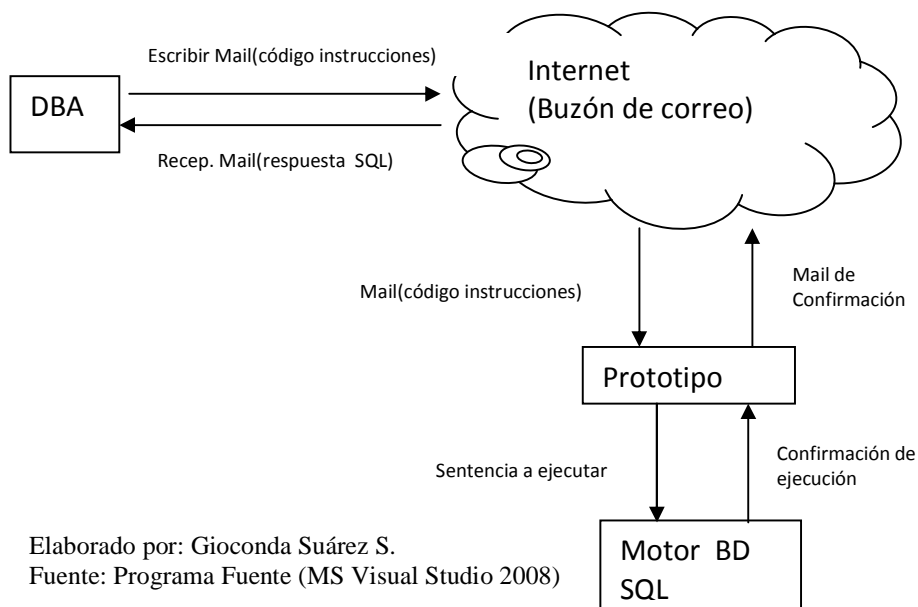 Escribir Mail(código instrucciones)
DBA
Internet
(Buzón de correo)
Recep. Mail(respuesta SQL)
Mail(código instrucciones)
Mail de
Confirmación
Prototipo
Sentencia a ejecutar
Confirmación de
ejecución
Elaborado por: Gioconda Suárez S.
Fuente: Programa Fuente (MS Visual Studio 2008)
Motor BD
SQL